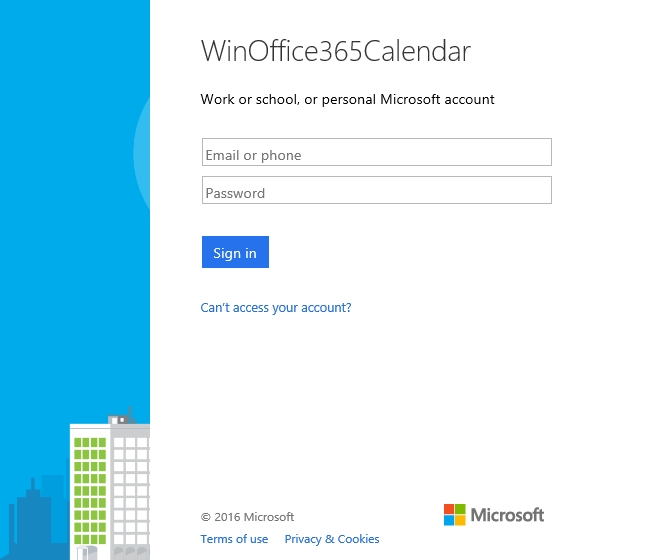 WinOffice365Calendar
Work or school, or personal Microsoft account
Email or phone
Password
Sign in
Can't access your account?
© 2016 Microsoft
Microsoft
Terms of use Privacy & Cookies